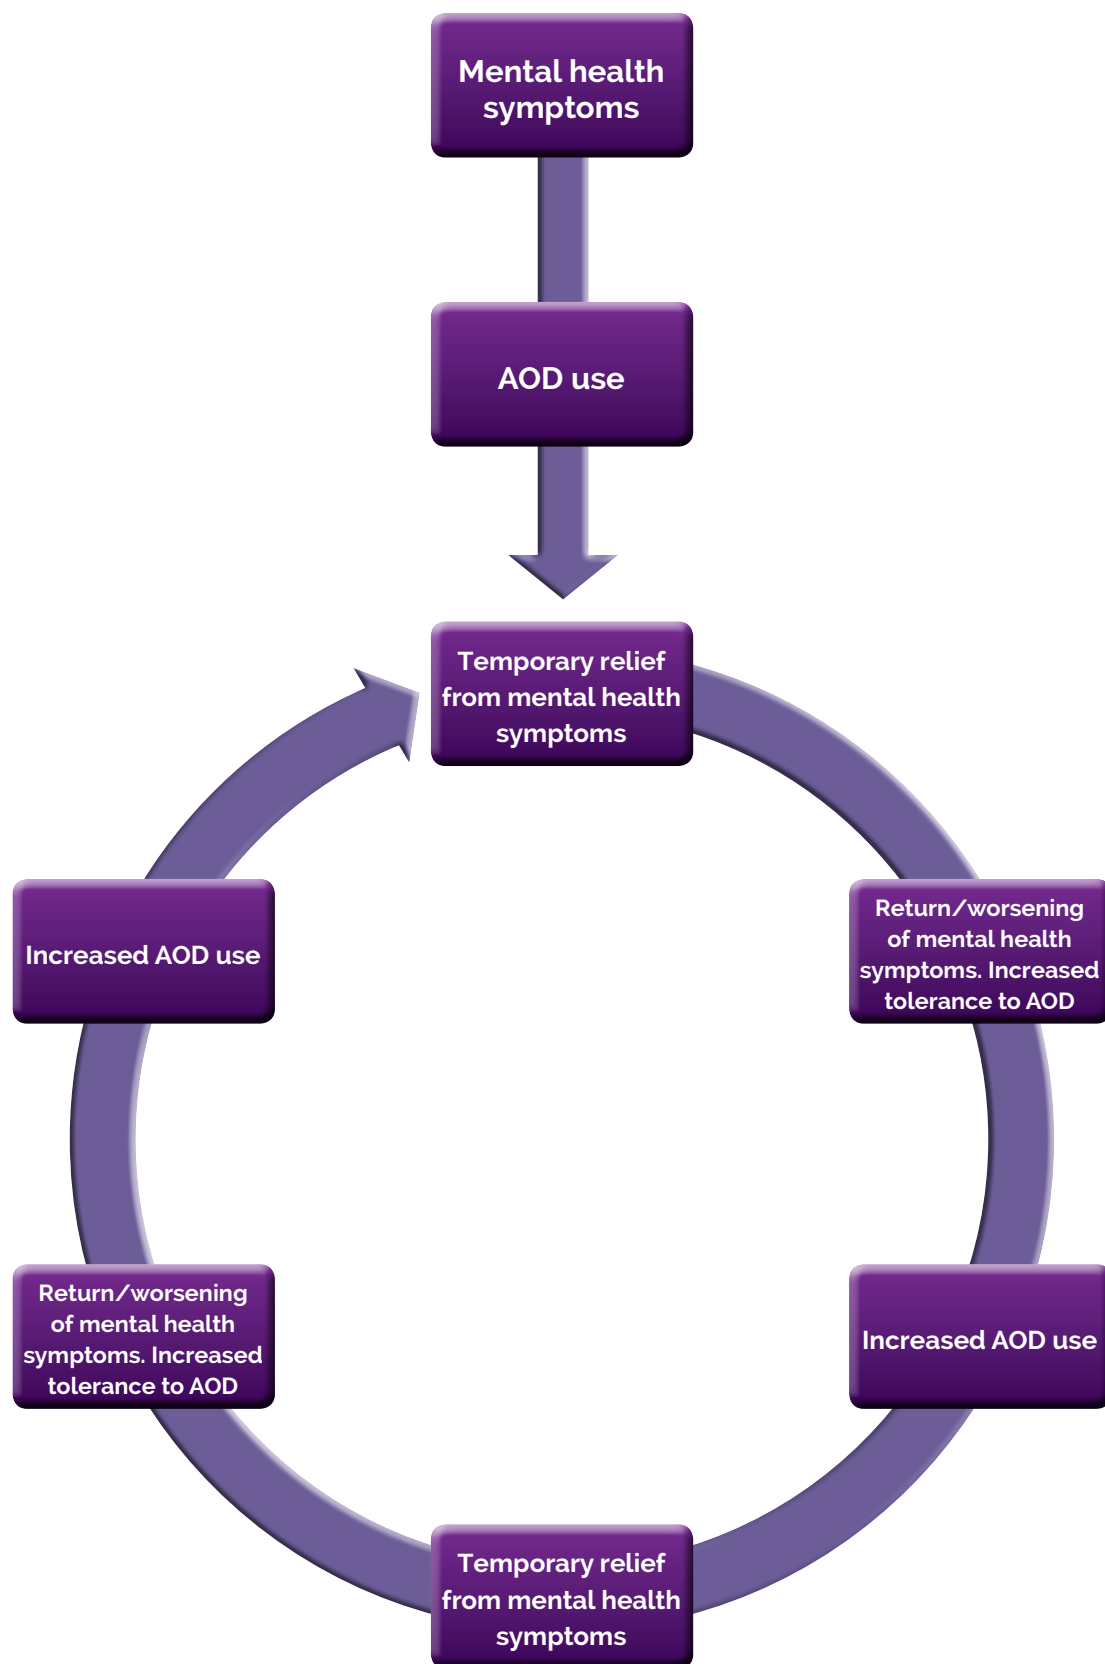 Mental health
symptoms
AOD use
Temporary relief
from mental health
symptoms
Return/worsening
of mental health
symptoms. Increased
tolerance to AOD
Increased AOD use
Temporary relief
from mental health
symptoms
Return/worsening
of mental health
symptoms. Increased
tolerance to AOD
Increased AOD use